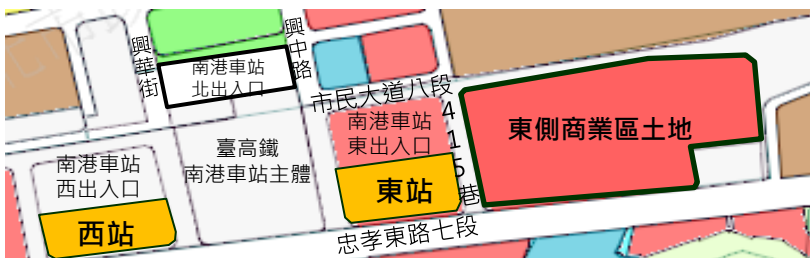 興華街
南港車站
北出入口
興中路
市民大道八段
南港車站
西出入口
臺高鐵
南港車站主體
南港車站
東出入口
415巷
東側商業區土地
西站
東站
忠孝東路七段